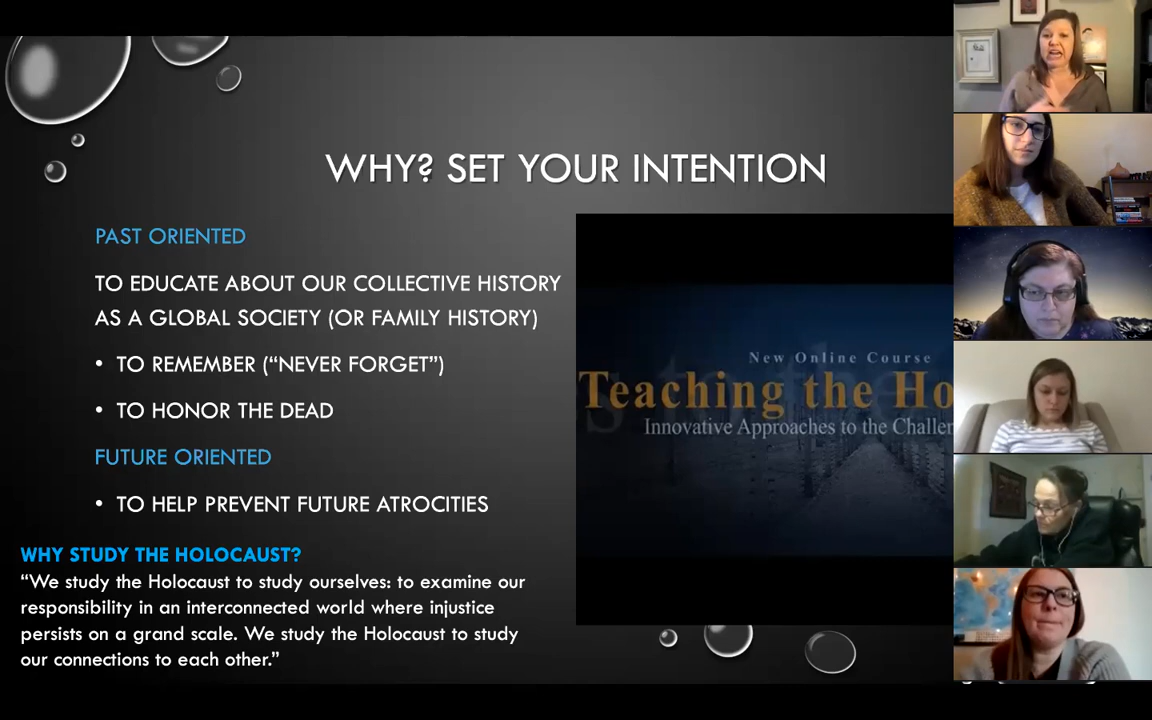 WHY? SET YOUR INTENTION
PAST ORIENTED
TO EDUCATE ABOUT OUR COLLECTIVE HISTORY
AS A GLOBAL SOCIETY (OR FAMILY HISTORY)
• TO REMEMBER (“NEVER FORGET”)
• TO HONOR THE DEAD
FUTURE ORIENTED
• TO HELP PREVENT FUTURE ATROCITIES
WHY STUDY THE HOLOCAUST?
“We study the Holocaust to study ourselves: to examine our
responsibility in an interconnected world where injustice
persists on a grand scale. We study the Holocaust to study
our connections to each other.”
New Online Course
Teaching the Ho
Innovative Approaches to the Challen